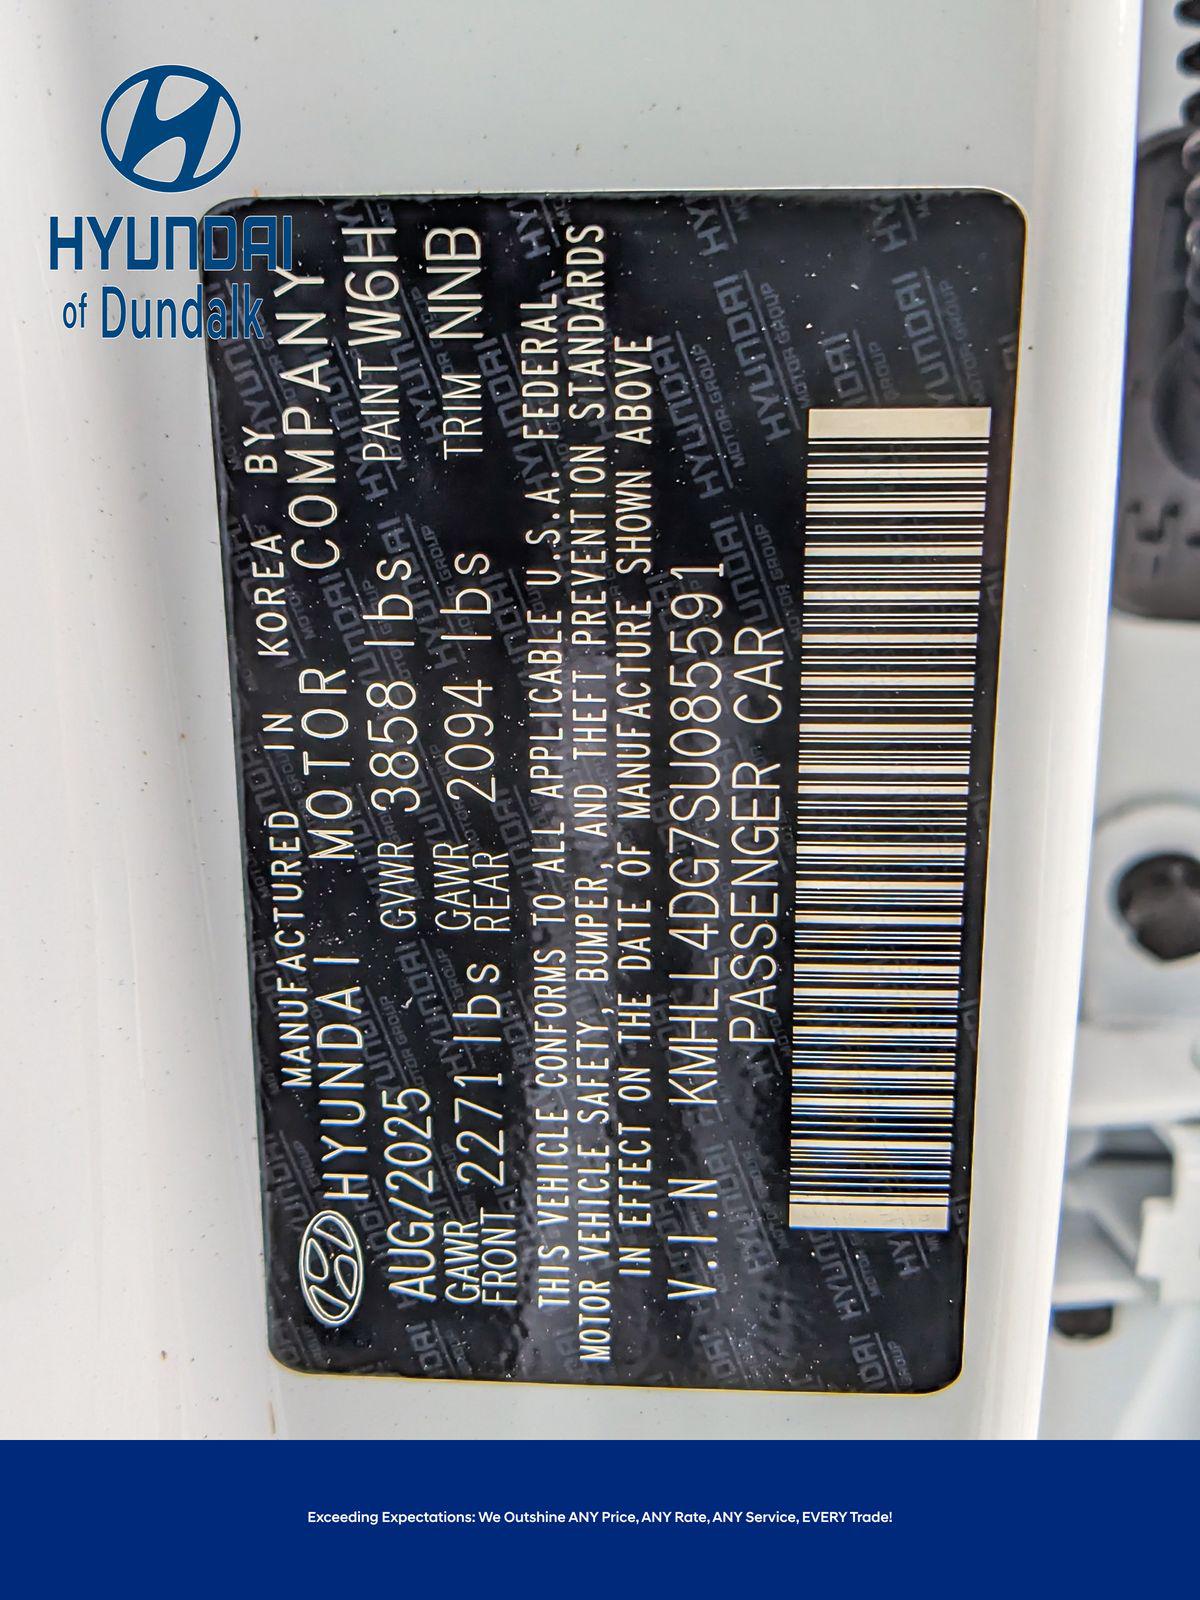 HYUNDAI
of Dundalk
MANUFACTURED IN KOREA BY
HYUNDAI MOTOR COMPANY
AUG/2025 GVWR 3858 lbs PAINT W6H
GAWR FRONT 2271 lbs GAWR REAR 2094 lbs TRIM NNB
THIS VEHICLE CONFORMS TO ALL APPLICABLE U.S.A. FEDERAL
MOTOR VEHICLE SAFETY, BUMPER, AND THEFT PREVENTION STANDARDS
IN EFFECT ON THE DATE OF MANUFACTURE SHOWN ABOVE
V.I.N KMHLL4DG7SU085591
PASSENGER CAR
Exceeding Expectations: We Outshine ANY Price, ANY Rate, ANY Service, EVERY Trade!